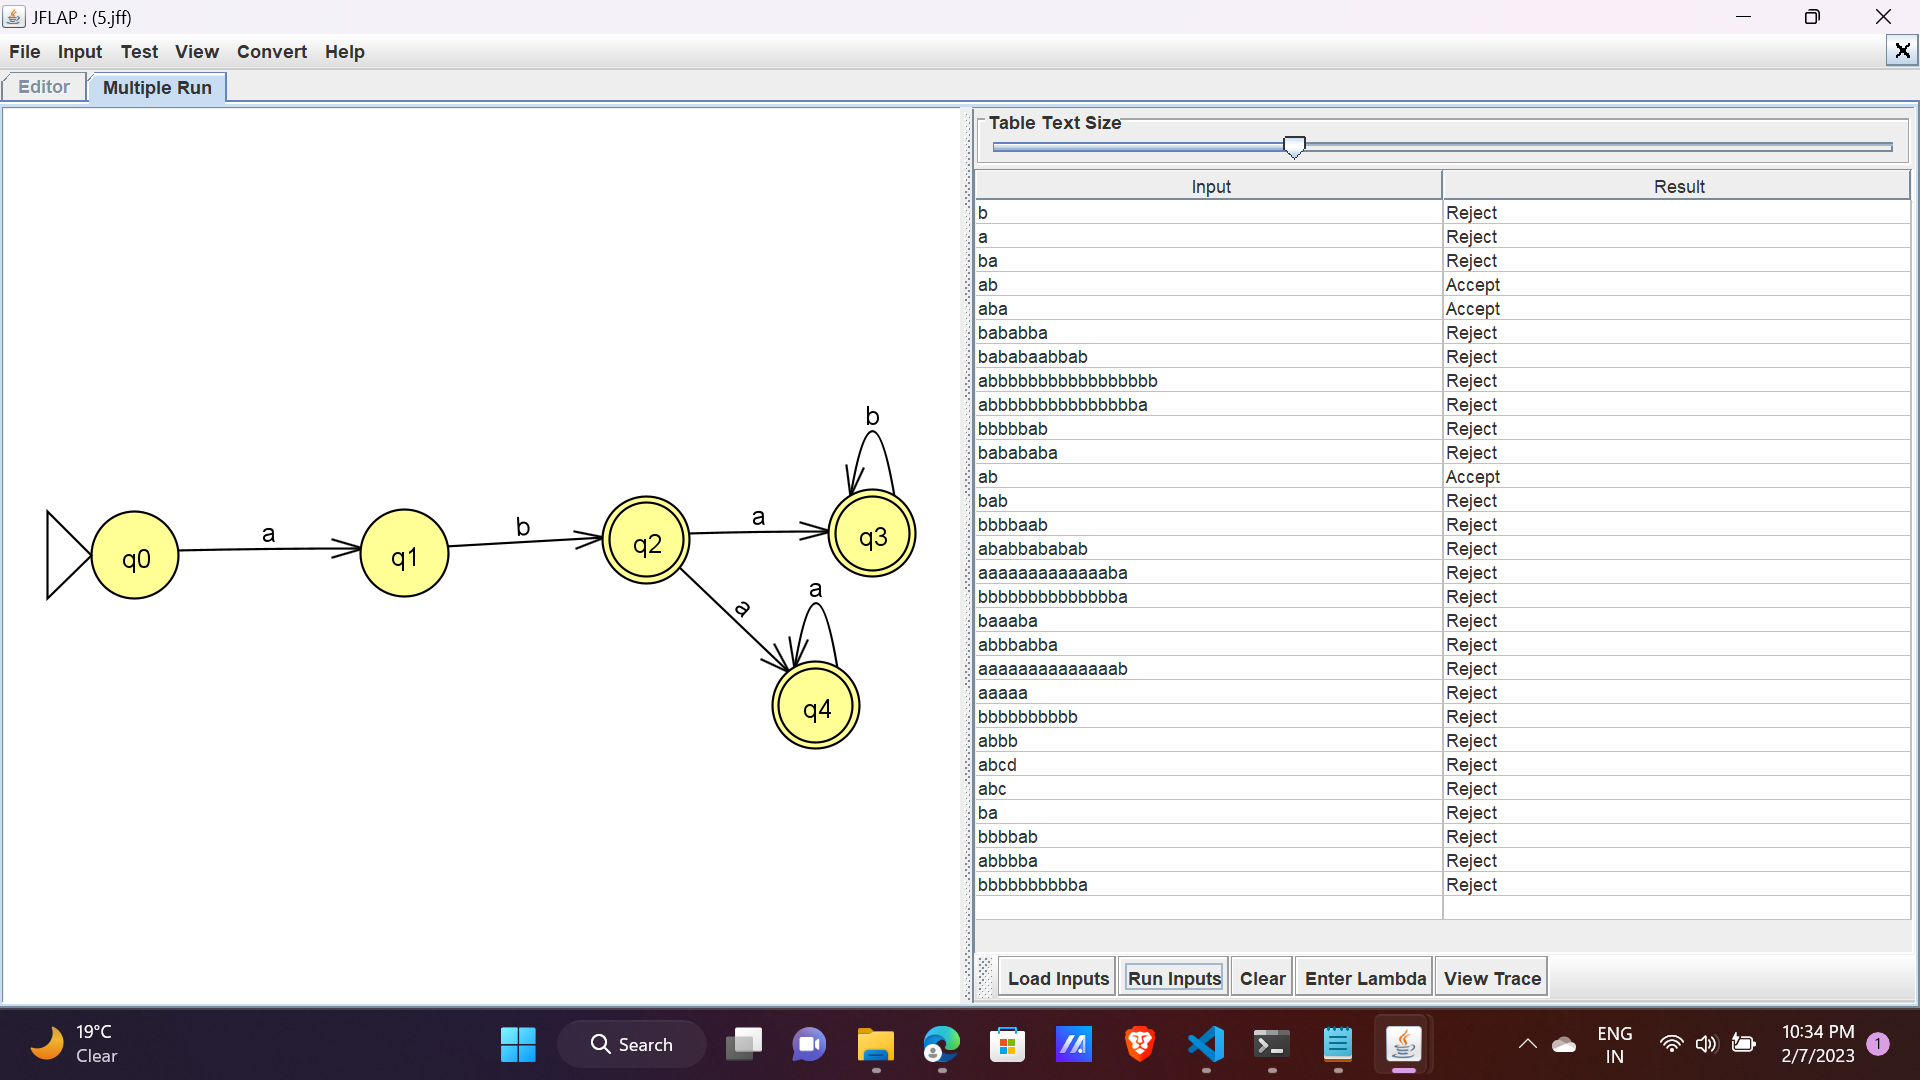 JFLAP : (5.jff)
File Input Test View Convert Help
Editor Multiple Run
b
a b a q3
q0 q1 q2
a a
q4
Table Text Size
Input Result
b Reject
a Reject
ba Reject
ab Accept
aba Accept
bababba Reject
bababaabbab Reject
abbbbbbbbbbbbbbbbb Reject
abbbbbbbbbbbbbbba Reject
bbbbbab Reject
babababa Reject
ab Accept
bab Reject
bbbbaab Reject
ababbababab Reject
aaaaaaaaaaaaaba Reject
bbbbbbbbbbbbbba Reject
baaaba Reject
abbbabba Reject
aaaaaaaaaaaaaab Reject
aaaaa Reject
bbbbbbbbbb Reject
abbb Reject
abcd Reject
abc Reject
ba Reject
bbbbab Reject
abbbba Reject
bbbbbbbbbba Reject
Load Inputs Run Inputs Clear Enter Lambda View Trace
19°C
Clear
Search
ENG
IN
10:34 PM
2/7/2023
1